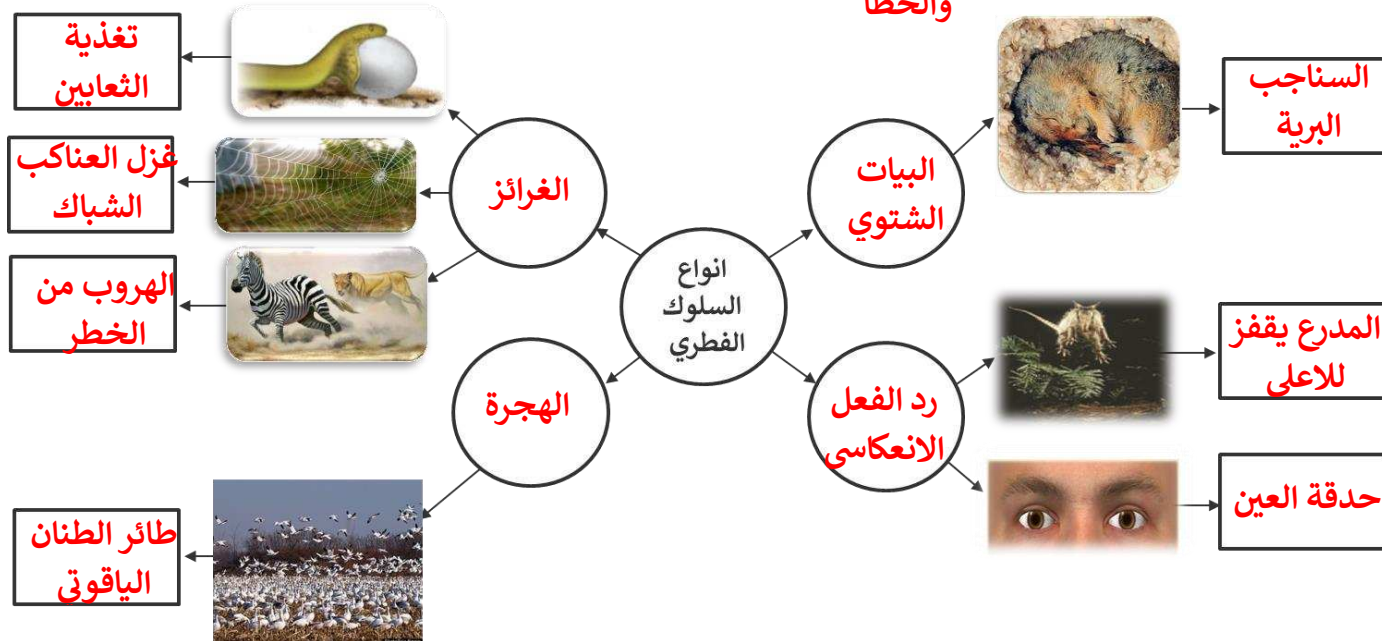 والخطا
السناجب
البرية
البيات
الشتوي
تغذية
الثعابين
غزل العناكب
الشباك
الغرائز
الهروب من
الخطر
انواع
السلوك
الفطري
المدرع يقفز
للاعلى
رد الفعل
الانعكاسي
حدقة العين
الهجرة
طائر الطنان
الياقوتي